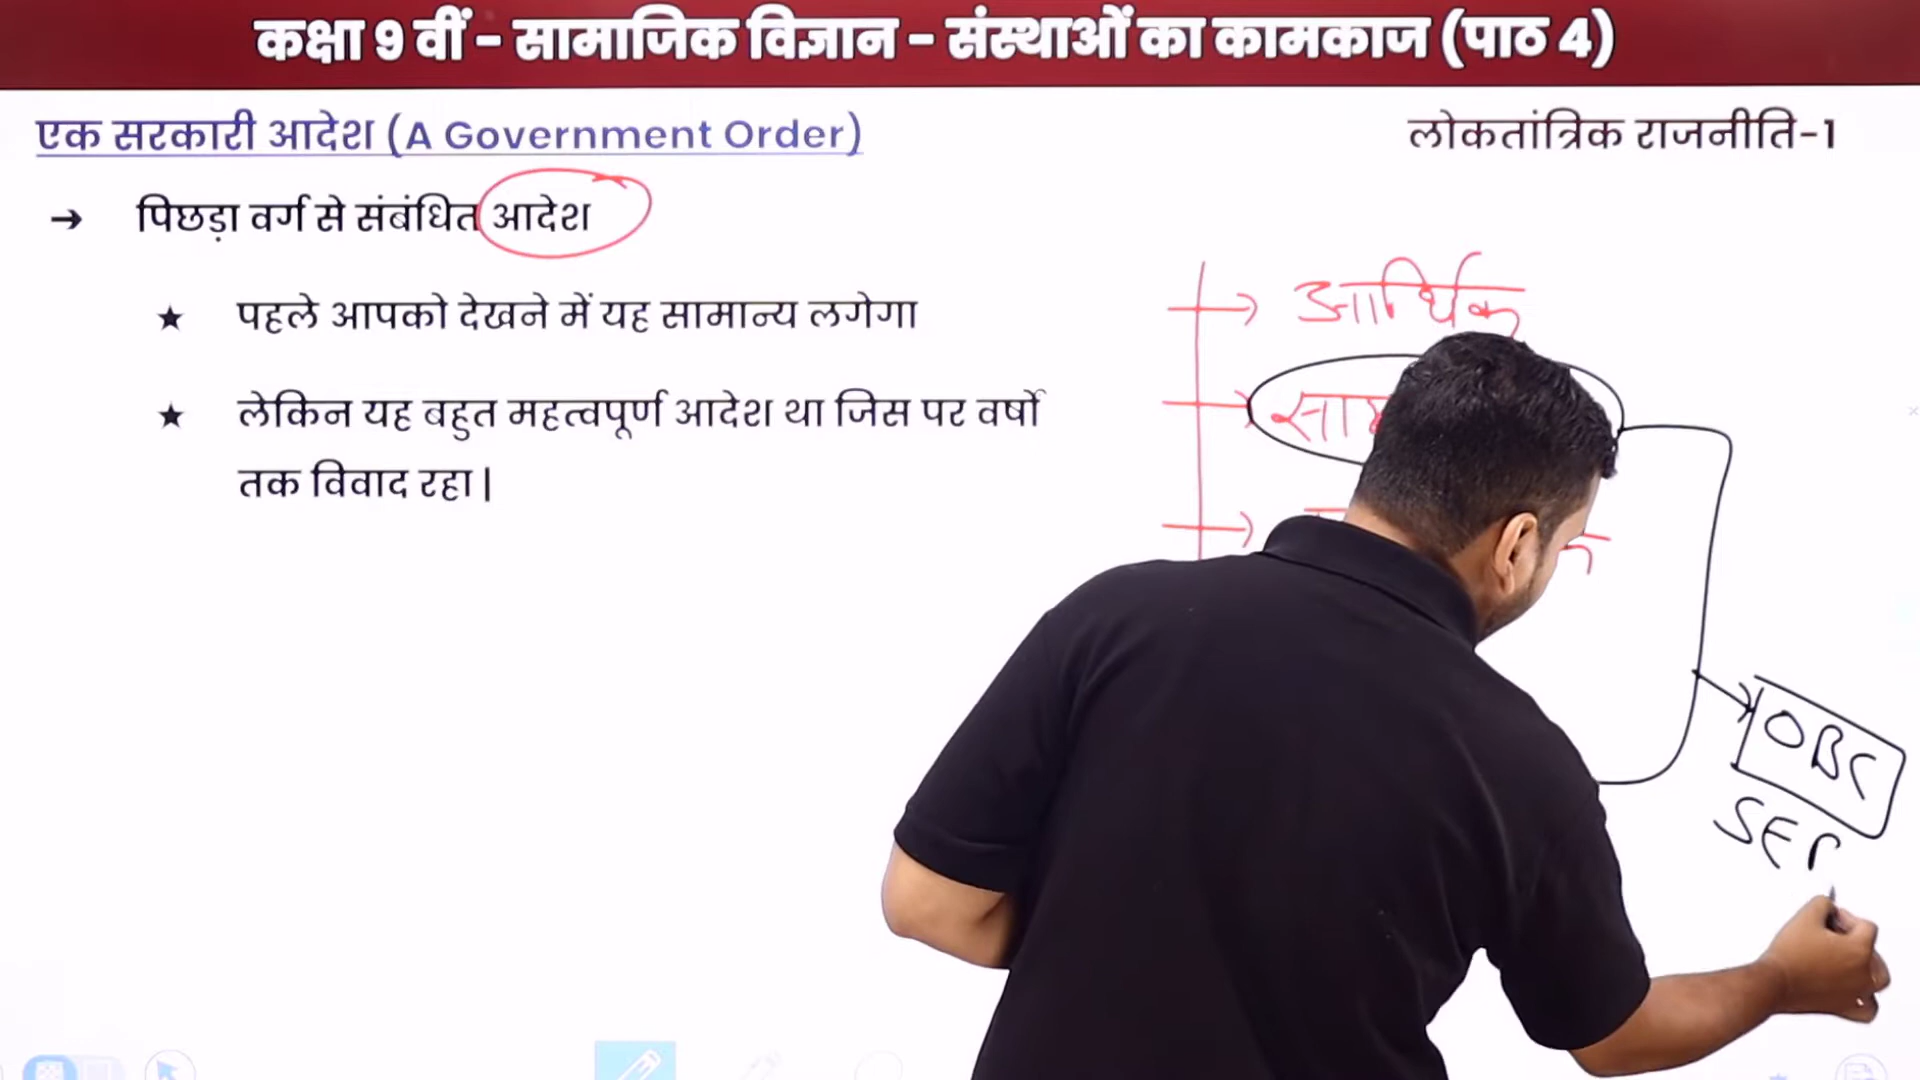 कक्षा 9 वीं - सामाजिक विज्ञान - संस्थाओं का कामकाज (पाठ 4)
एक सरकारी आदेश (A Government Order)
लोकतांत्रिक राजनीति-1
→ पिछड़ा वर्ग से संबंधित आदेश
★ पहले आपको देखने में यह सामान्य लगेगा
★ लेकिन यह बहुत महत्वपूर्ण आदेश था जिस पर वर्षो
तक विवाद रहा |
आर्थिक
OBC